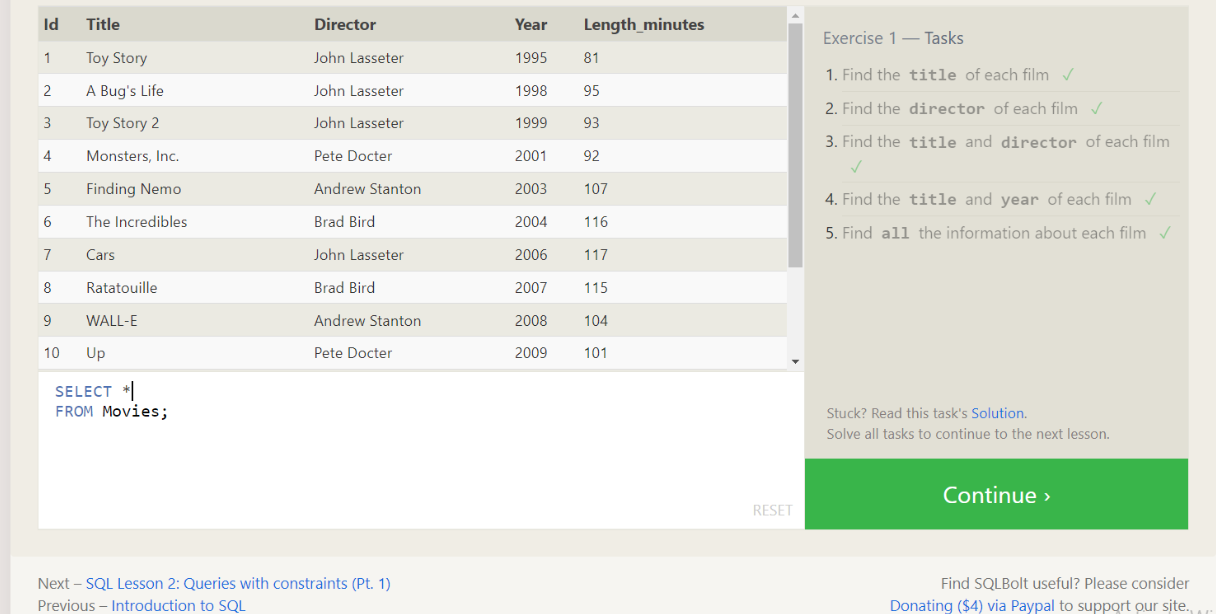 Id Title Director Year Length_minutes
1 Toy Story John Lasseter 1995 81
2 A Bug's Life John Lasseter 1998 95
3 Toy Story 2 John Lasseter 1999 93
4 Monsters, Inc. Pete Docter 2001 92
5 Finding Nemo Andrew Stanton 2003 107
6 The Incredibles Brad Bird 2004 116
7 Cars John Lasseter 2006 117
8 Ratatouille Brad Bird 2007 115
9 WALL-E Andrew Stanton 2008 104
10 Up Pete Docter 2009 101
SELECT *
FROM Movies;
RESET
Exercise 1 — Tasks
1. Find the title of each film ✓
2. Find the director of each film ✓
3. Find the title and director of each film
✓
4. Find the title and year of each film ✓
5. Find all the information about each film ✓
Stuck? Read this task's Solution.
Solve all tasks to continue to the next lesson.
Continue ›
Next – SQL Lesson 2: Queries with constraints (Pt. 1)
Previous – Introduction to SQL
Find SQLBolt useful? Please consider
Donating ($4) via Paypal to support our site.